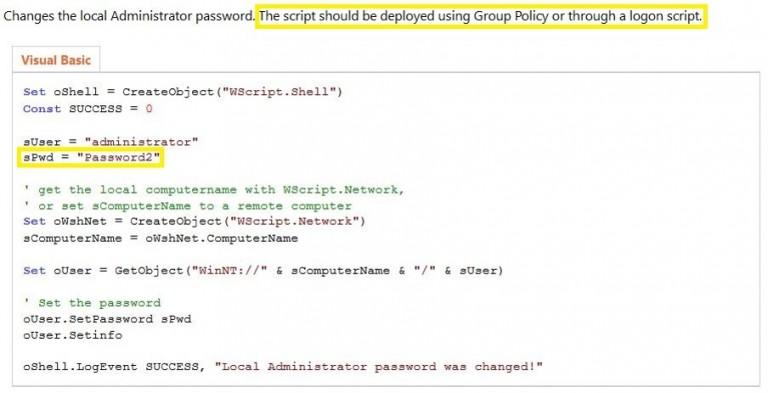 Changes the local Administrator password. The script should be deployed using Group Policy or through a logon script.
Visual Basic
Set oShell = CreateObject("WScript.Shell")
Const SUCCESS = 0
sUser = "administrator"
sPwd = "Password2"
' get the local computername with WScript.Network,
' or set sComputerName to a remote computer
Set oWshNet = CreateObject("WScript.Network")
sComputerName = oWshNet.ComputerName
Set oUser = GetObject("WinNT://" & sComputerName & "/" & sUser)
' Set the password
oUser.SetPassword sPwd
oUser.Setinfo
oShell.LogEvent SUCCESS, "Local Administrator password was changed!"